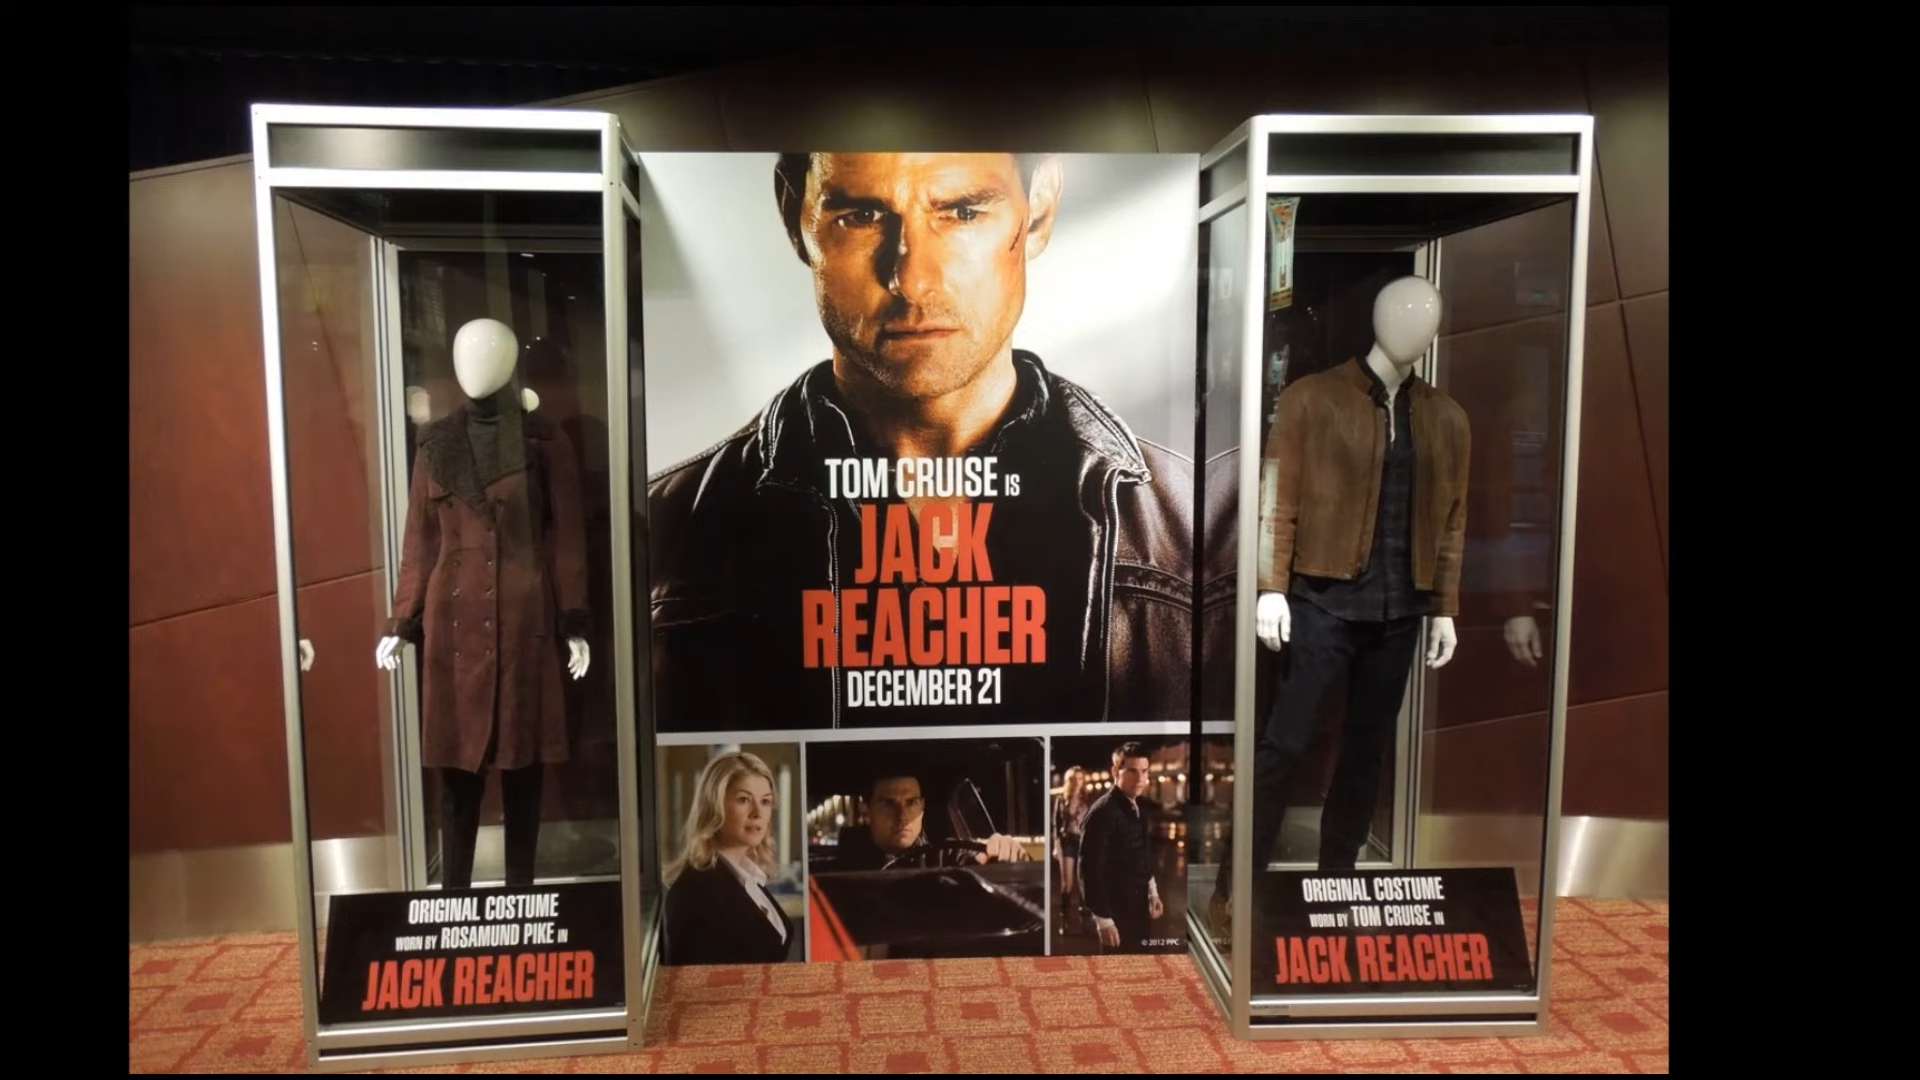 TOM CRUISE IS
JACK
REACHER
DECEMBER 21
© 2012 PPC
ORIGINAL COSTUME
WORN BY ROSAMUND PIKE IN
JACK REACHER
ORIGINAL COSTUME
WORN BY TOM CRUISE IN
JACK REACHER